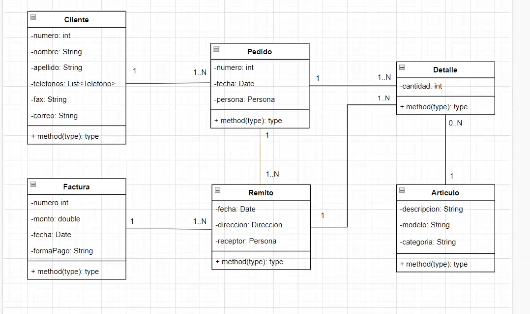 Cliente
-numero: int
-nombre: String
-apellido: String
-telefonos: List<Telefono>
-fax: String
-correo: String
+ method(type): type
1
1..N
Pedido
-numero: int
-fecha: Date
-persona: Persona
+ method(type): type
1
1..N
1..N
Detalle
-cantidad: int
+ method(type): type
0..N
1
1
1..N
Factura
-numero int
-monto: double
-fecha: Date
-formaPago: String
+ method(type): type
1
1..N
Remito
-fecha: Date
-direccion: Direccion
-receptor: Persona
+ method(type): type
1
Articulo
-descripcion: String
-modelo: String
-categoria: String
+ method(type): type